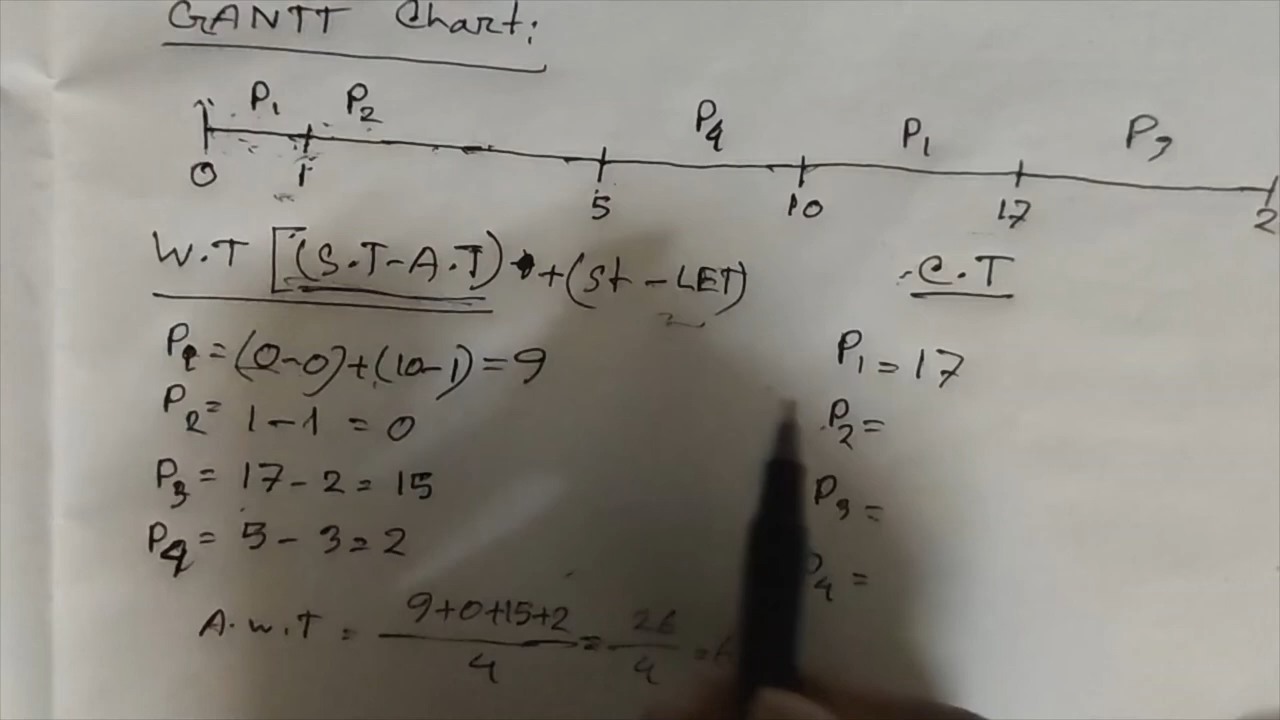 GANTT Chart:
P1 P2 P4 P1 P3
0 1 5 10 17 2
W.T [(S.T-A.T) +(St - LET) C.T
P1 = (0-0)+(10-1)=9 P1 = 17
P2 = 1-1 = 0 P2 =
P3 = 17-2 = 15 P3 =
P4 = 5-3 = 2 P4 =
A.W.T = 9+0+15+2 / 4 = 26 / 4 =